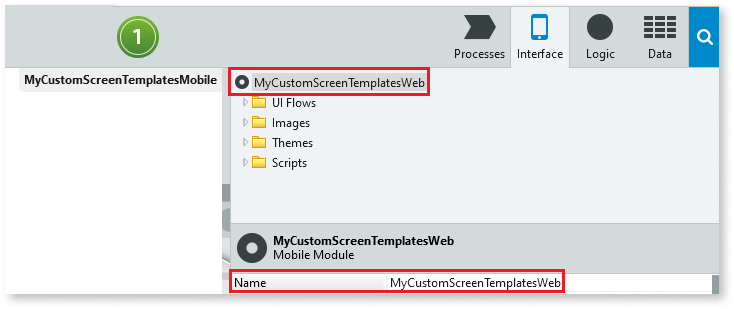 1
Processes
Interface
Logic
Data
MyCustomScreenTemplatesMobile
MyCustomScreenTemplatesWeb
UI Flows
Images
Themes
Scripts
MyCustomScreenTemplatesWeb
Mobile Module
Name MyCustomScreenTemplatesWeb